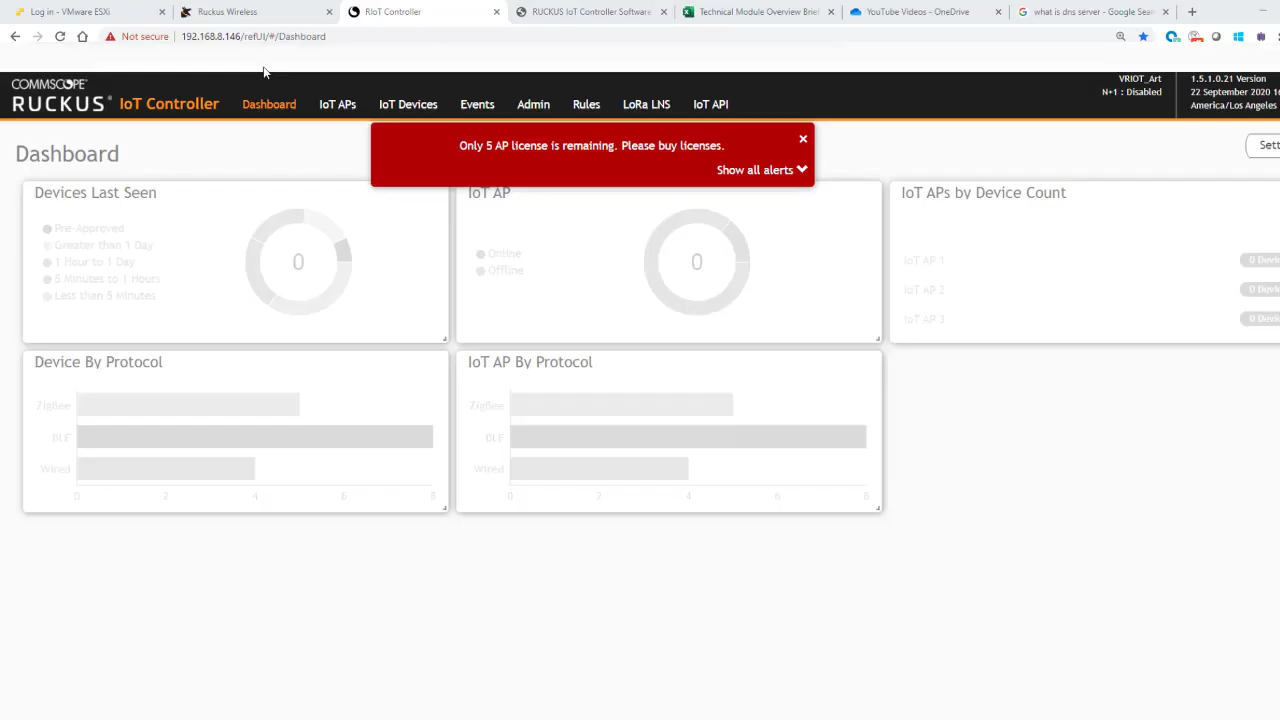 Log in - VMware ESXi
Ruckus Wireless
RIoT Controller
RUCKUS IoT Controller Software
Technical Module Overview Brief
YouTube Videos - OneDrive
what is dns server - Google Sear
Not secure
192.168.8.146/refUI/#/Dashboard
COMMSCOPE
RUCKUS IoT Controller
Dashboard
IoT APs
IoT Devices
Events
Admin
Rules
LoRa LNS
IoT API
VRIOT_Art
N+1 : Disabled
1.5.1.0.21 Version
22 September 2020 16
America/Los Angeles
Only 5 AP license is remaining. Please buy licenses.
Show all alerts
Dashboard
Sett
Devices Last Seen
Pre-Approved
Greater than 1 Day
1 Hour to 1 Day
5 Minutes to 1 Hours
Less than 5 Minutes
0
IoT AP
Online
Offline
0
IoT APs by Device Count
IoT AP 1
0 Devi
IoT AP 2
0 Devi
IoT AP 3
0 Devi
Device By Protocol
ZigBee
BLE
Wired
0 2 4 6 8
IoT AP By Protocol
ZigBee
BLE
Wired
0 2 4 6 8